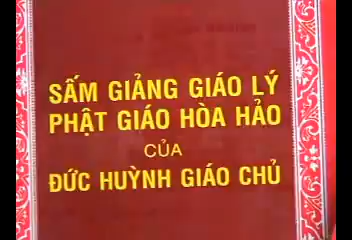 SẤM GIẢNG GIÁO LÝ
PHẬT GIÁO HÒA HẢO
CỦA
ĐỨC HUỲNH GIÁO CHỦ